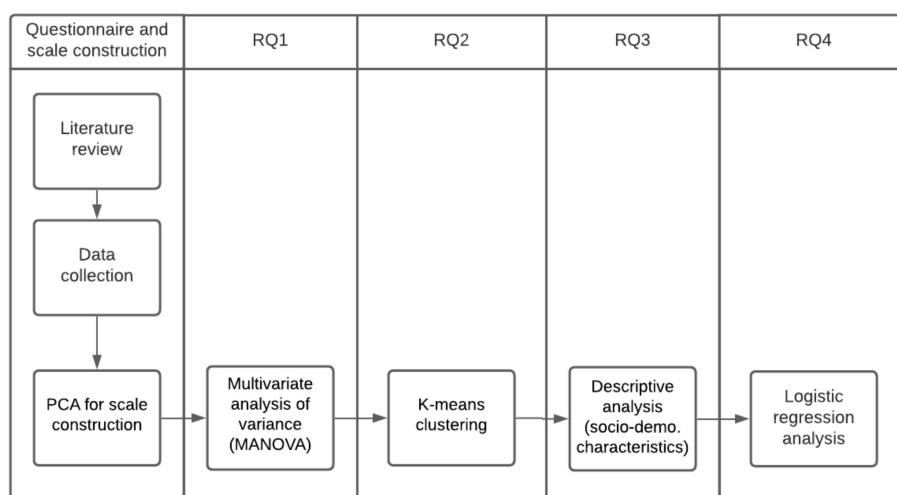 Questionnaire and
scale construction
RQ1
RQ2
RQ3
RQ4
Literature
review
Data
collection
PCA for scale
construction
Multivariate
analysis of
variance
(MANOVA)
K-means
clustering
Descriptive
analysis
(socio-demo.
characteristics)
Logistic
regression
analysis